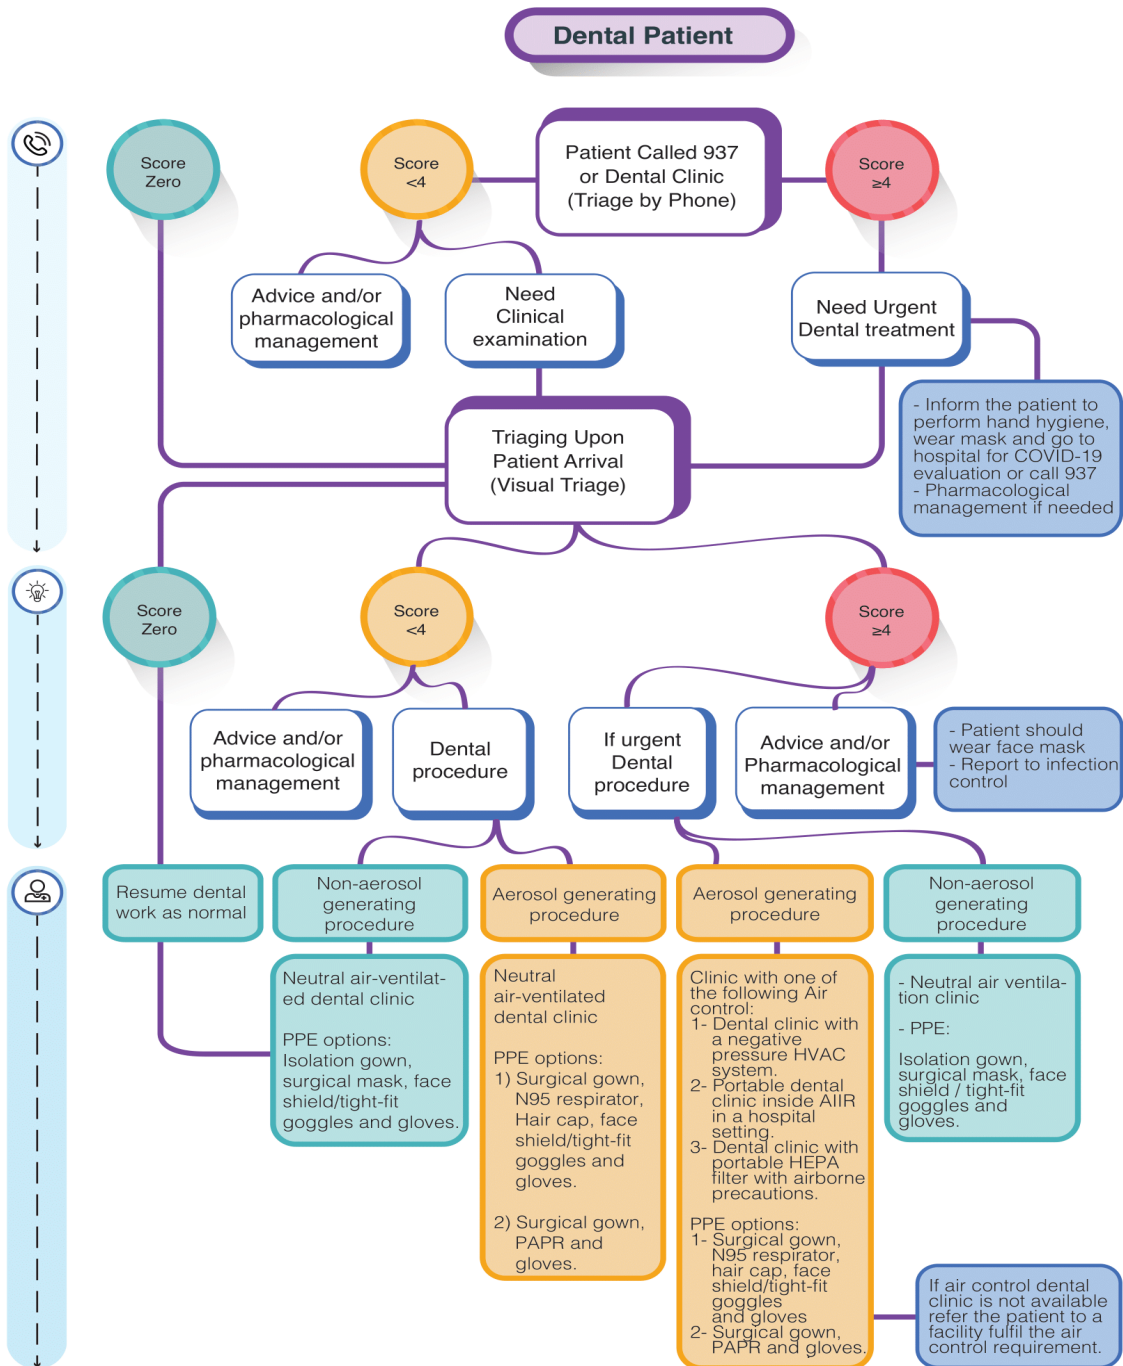 Dental Patient
Score
Zero
Score
<4
Patient Called 937
or Dental Clinic
(Triage by Phone)
Score
≥4
Advice and/or
pharmacological
management
Need
Clinical
examination
Need Urgent
Dental treatment
- Inform the patient to
perform hand hygiene,
wear mask and go to
hospital for COVID-19
evaluation or call 937
- Pharmacological
management if needed
Triaging Upon
Patient Arrival
(Visual Triage)
Score
Zero
Score
<4
Score
≥4
Advice and/or
pharmacological
management
Dental
procedure
If urgent
Dental
procedure
Advice and/or
Pharmacological
management
- Patient should
wear face mask
- Report to infection
control
Resume dental
work as normal
Non-aerosol
generating
procedure
Aerosol generating
procedure
Aerosol generating
procedure
Non-aerosol
generating
procedure
Neutral air-ventilat-
ed dental clinic
PPE options:
Isolation gown,
surgical mask, face
shield/tight-fit
goggles and gloves.
Neutral
air-ventilated
dental clinic
PPE options:
1) Surgical gown,
N95 respirator,
Hair cap, face
shield/tight-fit
goggles and
gloves.
2) Surgical gown,
PAPR and
gloves.
Clinic with one of
the following Air
control:
1- Dental clinic with
a negative
pressure HVAC
system.
2- Portable dental
clinic inside AIIR
in a hospital
setting.
3- Dental clinic with
portable HEPA
filter with airborne
precautions.
PPE options:
1- Surgical gown,
N95 respirator,
hair cap, face
shield/tight-fit
goggles
and gloves
2- Surgical gown,
PAPR and gloves.
- Neutral air ventila-
tion clinic
- PPE:
Isolation gown,
surgical mask, face
shield / tight-fit
goggles and
gloves.
If air control dental
clinic is not available
refer the patient to a
facility fulfil the air
control requirement.